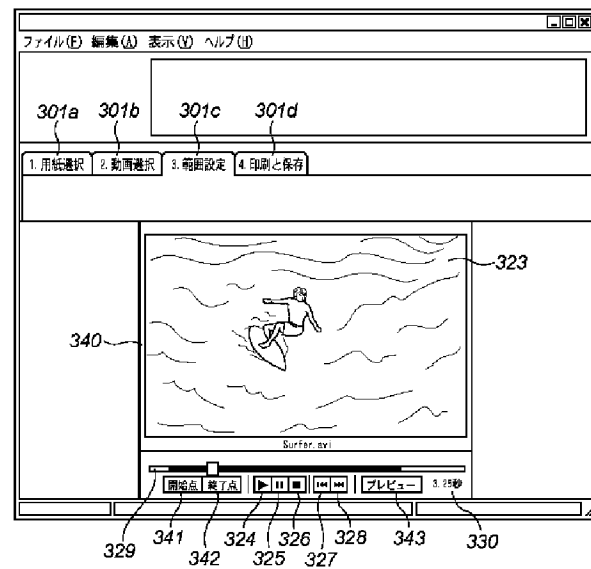 ファイル(F) 編集(A) 表示(V) ヘルプ(H)
301a 301b 301c 301d
1. 用紙選択 2. 動画選択 3. 範囲設定 4. 印刷と保存
323
340
Surfer.avi
開始点 終了点 プレビュー 3.25秒
329 341 342 324 325 326 327 328 343 330